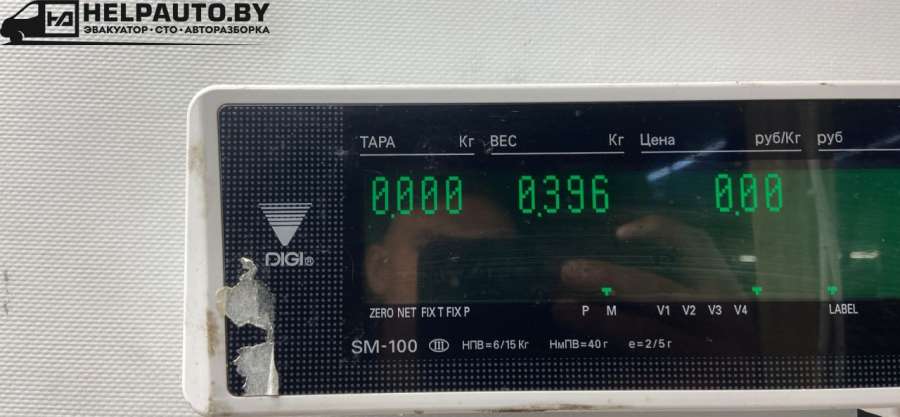 HELPAUTO.BY
ЭВАКУАТОР • СТО • АВТОРАЗБОРКА
ТАРА Кг ВЕС Кг Цена руб/Кг руб
0.000 0.396 0.00
DIGI®
ZERO NET FIX T FIX P P M V1 V2 V3 V4 LABEL
SM-100 III НПВ=6/15 Кг НмПВ=40 г e=2/5 г